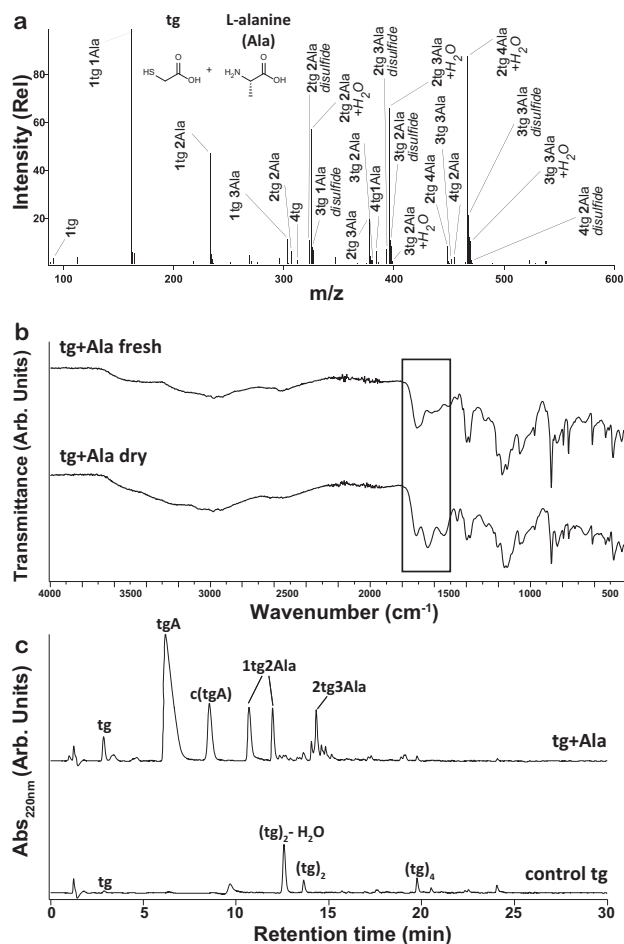 a
tg
L-alanine
(Ala)
HS
O
OH
+
H₂N
O
OH
Intensity (Rel)
80
60
40
20
1tg
1tg 1Ala
1tg 2Ala
1tg 3Ala
2tg 2Ala
4tg
2tg 2Ala
disulfide
2tg 2Ala
+H₂O
3tg 1Ala
disulfide
2tg 3Ala
3tg 2Ala
4tg1Ala
2tg 3Ala
disulfide
2tg 3Ala
+H₂O
3tg 2Ala
disulfide
3tg 2Ala
+H₂O
2tg 4Ala
3tg 3Ala
4tg 2Ala
2tg 4Ala
+H₂O
3tg 3Ala
disulfide
3tg 3Ala
+H₂O
4tg 2Ala
disulfide
100 200 300 400 500 600
m/z
b
tg+Ala fresh
tg+Ala dry
Transmittance (Arb. Units)
4000 3500 3000 2500 2000 1500 1000 500
Wavenumber (cm⁻¹)
c
tgA
tg
c(tgA)
1tg2Ala
2tg3Ala
tg+Ala
Abs₂₂₀ₙₘ (Arb. Units)
(tg)₂- H₂O
tg
(tg)₂
(tg)₄
control tg
0 5 10 15 20 25 30
Retention time (min)